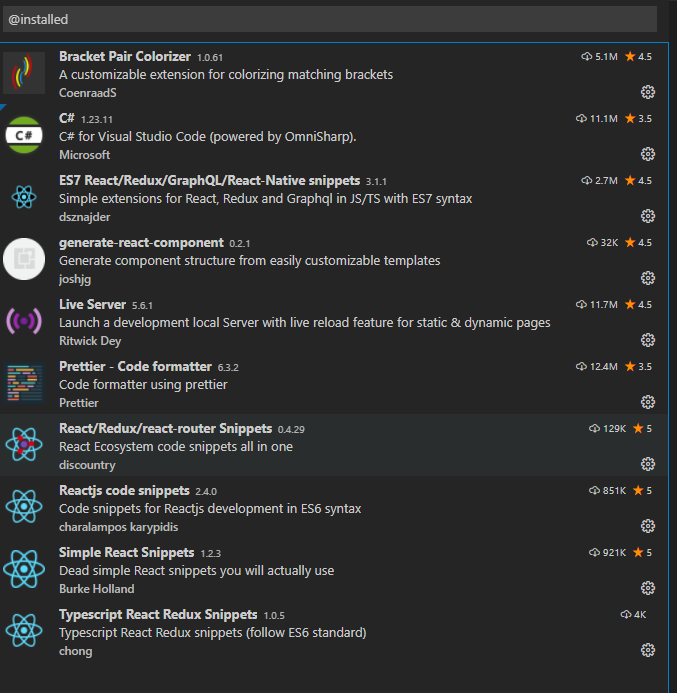 @installed
Bracket Pair Colorizer 1.0.61 5.1M 4.5
A customizable extension for colorizing matching brackets
CoenraadS
C# C# 1.23.11 11.1M 3.5
C# for Visual Studio Code (powered by OmniSharp).
Microsoft
ES7 React/Redux/GraphQL/React-Native snippets 3.1.1 2.7M 4.5
Simple extensions for React, Redux and Graphql in JS/TS with ES7 syntax
dsznajder
generate-react-component 0.2.1 32K 4.5
Generate component structure from easily customizable templates
joshjg
Live Server 5.6.1 11.7M 4.5
Launch a development local Server with live reload feature for static & dynamic pages
Ritwick Dey
Prettier - Code formatter 6.3.2 12.4M 3.5
Code formatter using prettier
Prettier
React/Redux/react-router Snippets 0.4.29 129K 5
React Ecosystem code snippets all in one
discountry
Reactjs code snippets 2.4.0 851K 5
Code snippets for Reactjs development in ES6 syntax
charalampos karypidis
Simple React Snippets 1.2.3 921K 5
Dead simple React snippets you will actually use
Burke Holland
Typescript React Redux Snippets 1.0.5 4K
Typescript React Redux snippets (follow ES6 standard)
chong